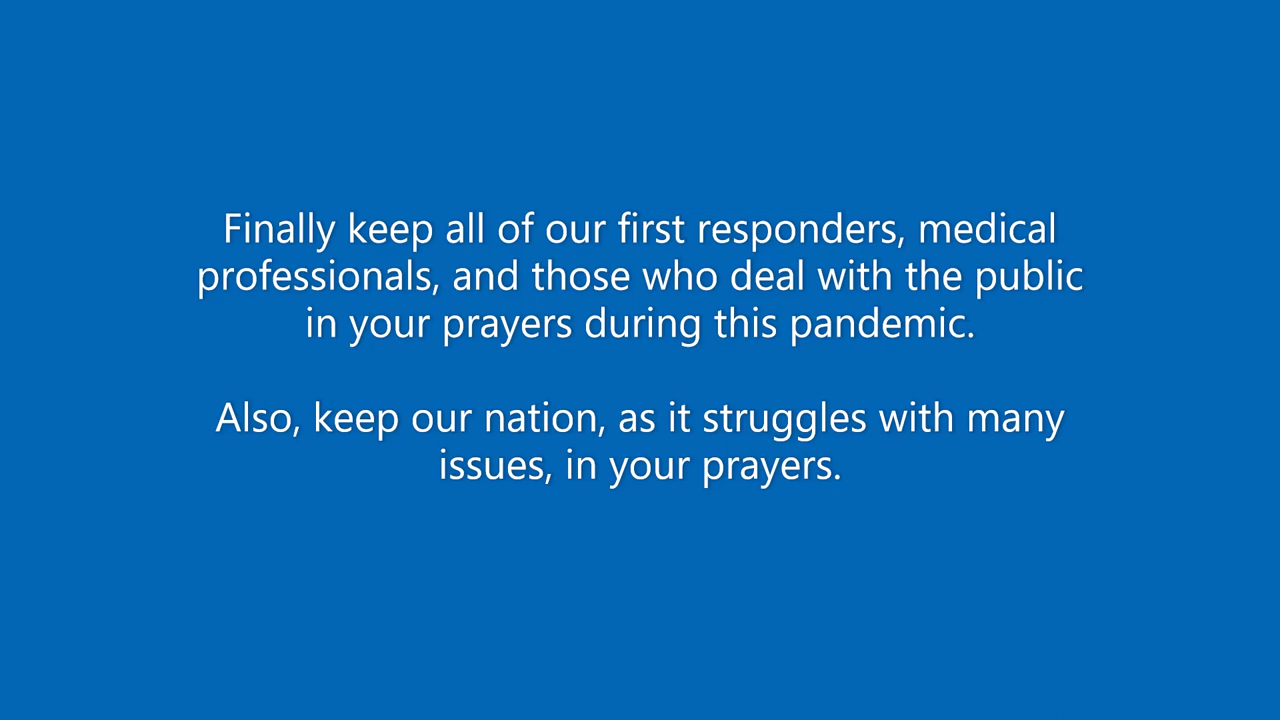 Finally keep all of our first responders, medical
professionals, and those who deal with the public
in your prayers during this pandemic.
Also, keep our nation, as it struggles with many
issues, in your prayers.